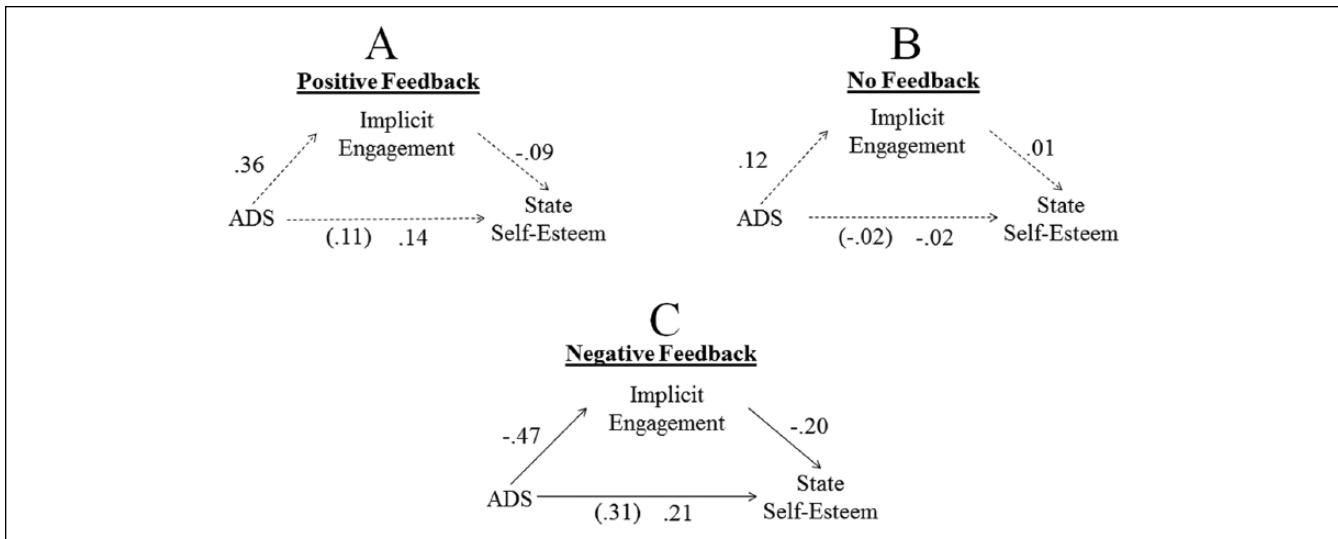 A
Positive Feedback
Implicit
Engagement
.36
-.09
ADS
State
Self-Esteem
(.11) .14
B
No Feedback
Implicit
Engagement
.12
.01
ADS
State
Self-Esteem
(-.02) -.02
C
Negative Feedback
Implicit
Engagement
-.47
-.20
ADS
State
Self-Esteem
(.31) .21